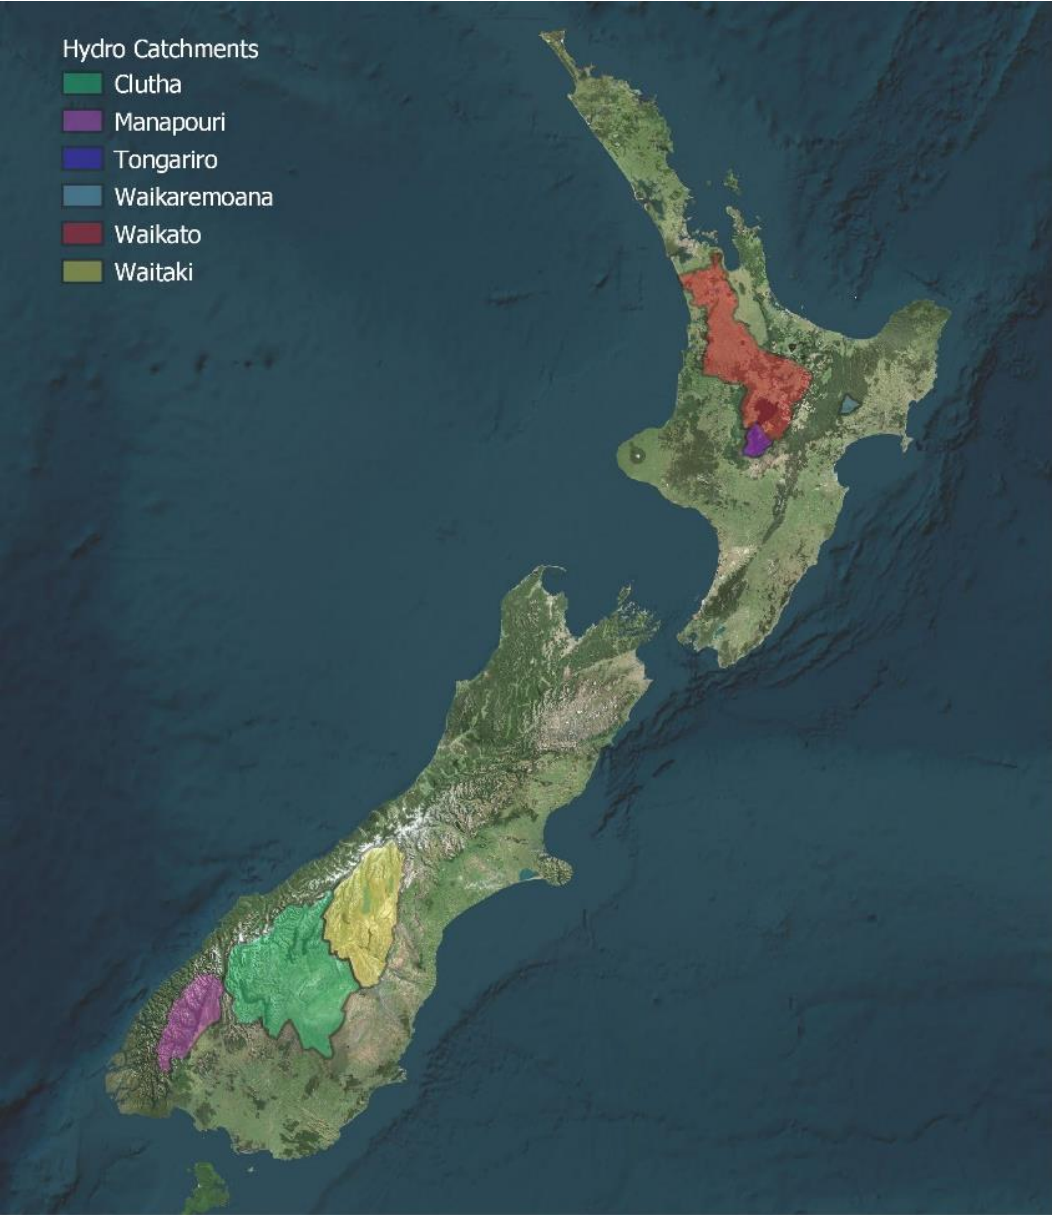 Hydro Catchments
Clutha
Manapouri
Tongariro
Waikaremoana
Waikato
Waitaki